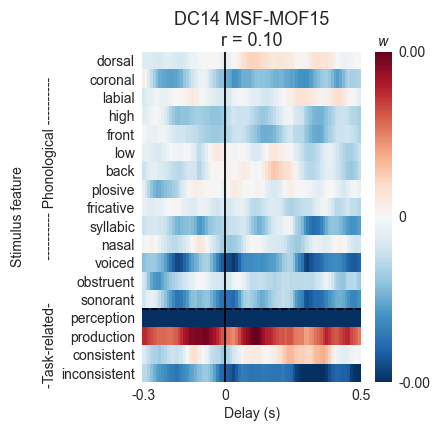 DC14 MSF-MOF15
r = 0.10
w
dorsal
coronal
labial
high
front
low
back
plosive
fricative
syllabic
nasal
voiced
obstruent
sonorant
perception
production
consistent
inconsistent
Stimulus feature
-Task-related- ---------- Phonological ----------
0.00
0
-0.00
-0.3 0 0.5
Delay (s)